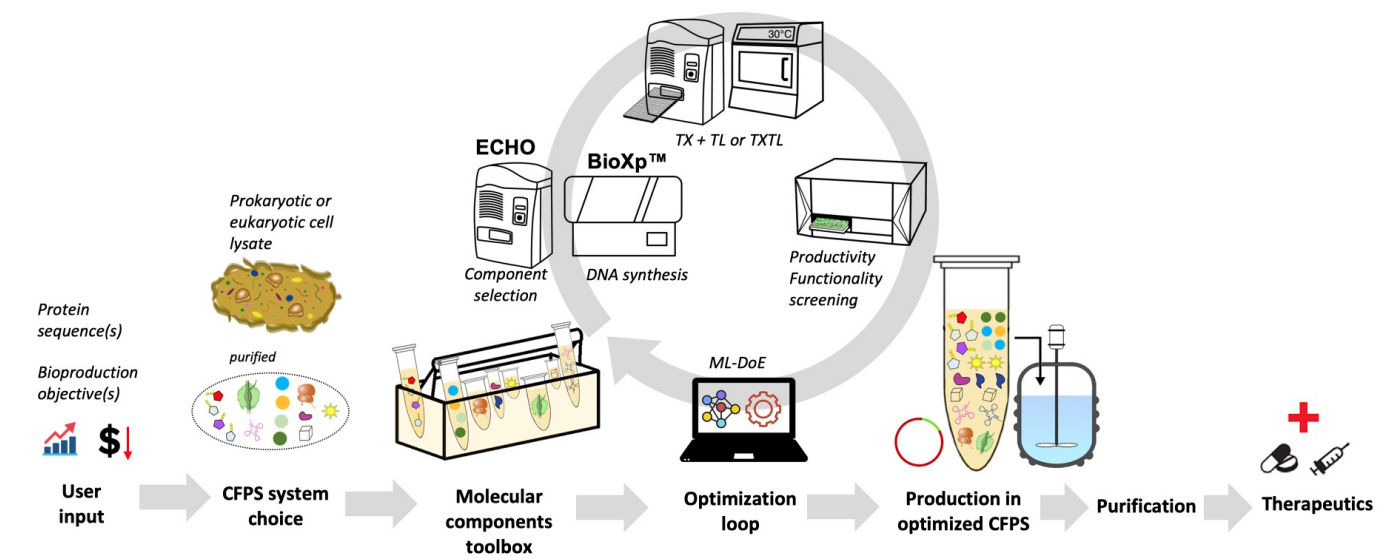 30°C
TX + TL or TXTL
ECHO
BioXp™
Component
selection
DNA synthesis
Productivity
Functionality
screening
Prokaryotic or
eukaryotic cell
lysate
purified
Protein
sequence(s)
Bioproduction
objective(s)
$
ML-DoE
User
input
CFPS system
choice
Molecular
components
toolbox
Optimization
loop
Production in
optimized CFPS
Purification
Therapeutics